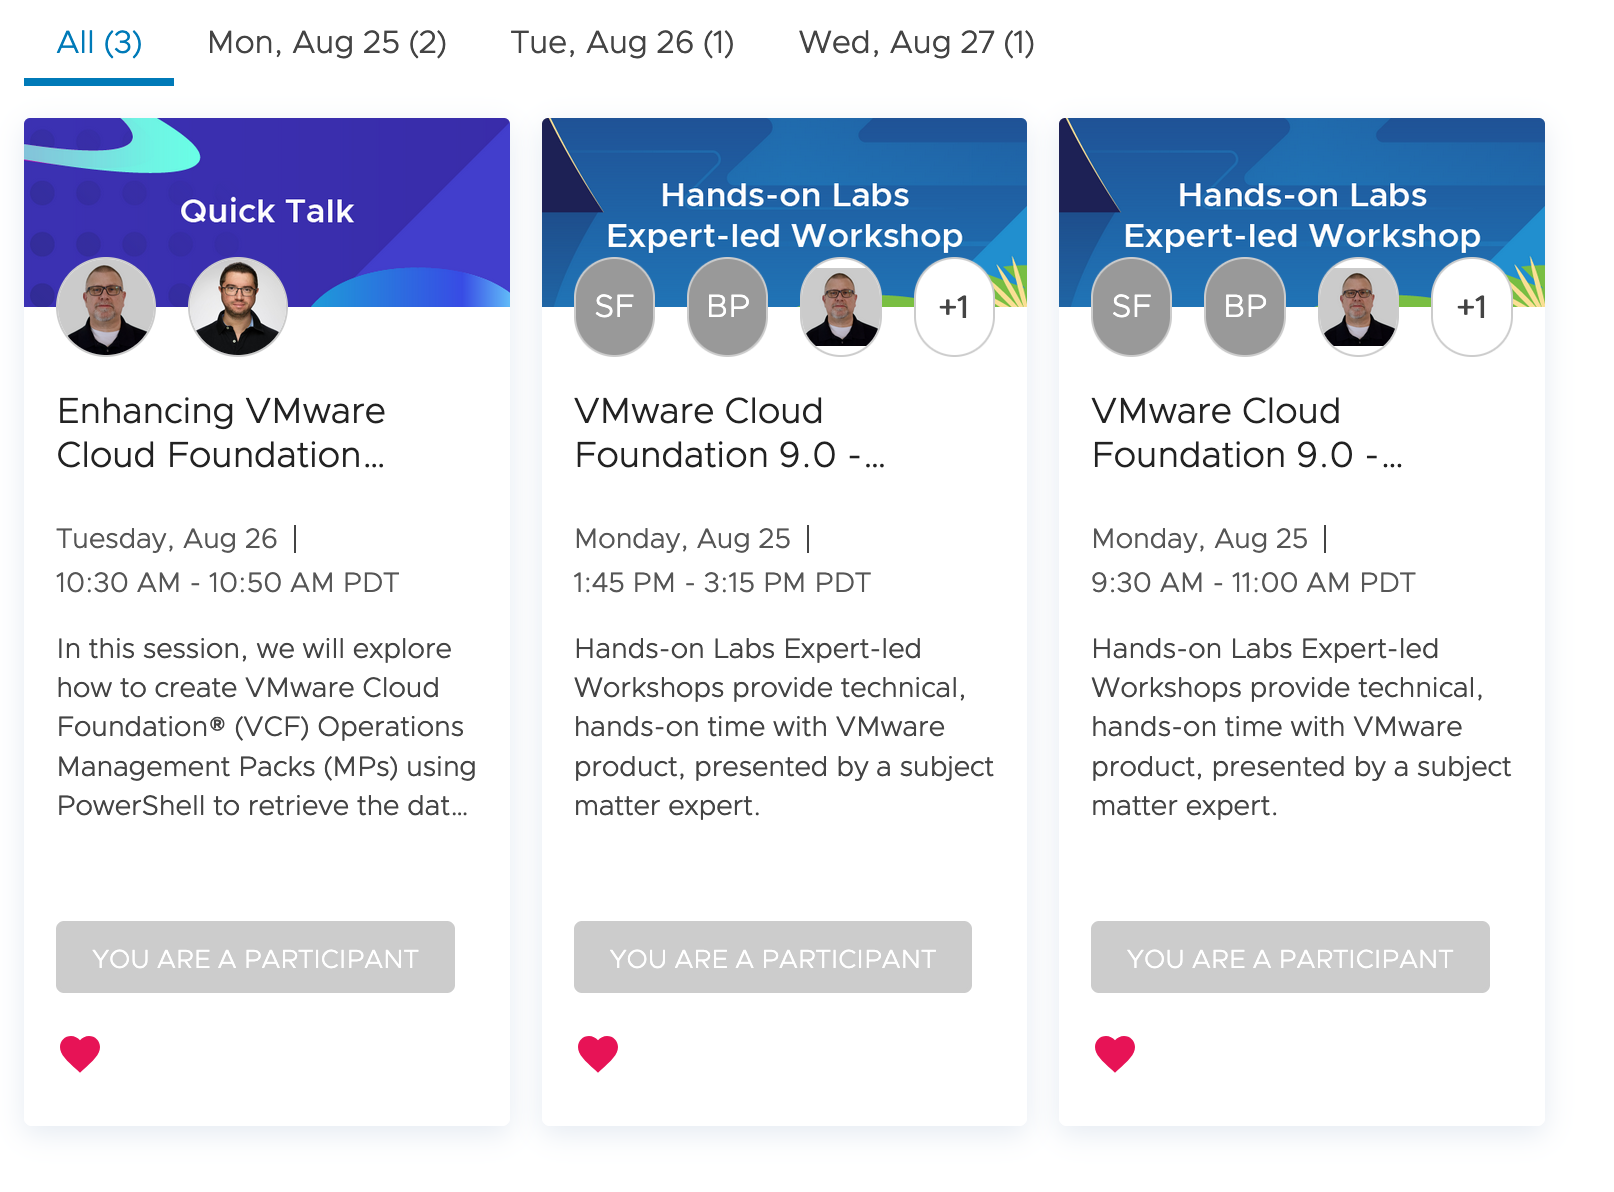 All (3)
Mon, Aug 25 (2)
Tue, Aug 26 (1)
Wed, Aug 27 (1)
Quick Talk
Enhancing VMware
Cloud Foundation...
Tuesday, Aug 26 |
10:30 AM - 10:50 AM PDT
In this session, we will explore
how to create VMware Cloud
Foundation® (VCF) Operations
Management Packs (MPs) using
PowerShell to retrieve the dat...
YOU ARE A PARTICIPANT
Hands-on Labs
Expert-led Workshop
SF
BP
+1
VMware Cloud
Foundation 9.0 -...
Monday, Aug 25 |
1:45 PM - 3:15 PM PDT
Hands-on Labs Expert-led
Workshops provide technical,
hands-on time with VMware
product, presented by a subject
matter expert.
YOU ARE A PARTICIPANT
Hands-on Labs
Expert-led Workshop
SF
BP
+1
VMware Cloud
Foundation 9.0 -...
Monday, Aug 25 |
9:30 AM - 11:00 AM PDT
Hands-on Labs Expert-led
Workshops provide technical,
hands-on time with VMware
product, presented by a subject
matter expert.
YOU ARE A PARTICIPANT